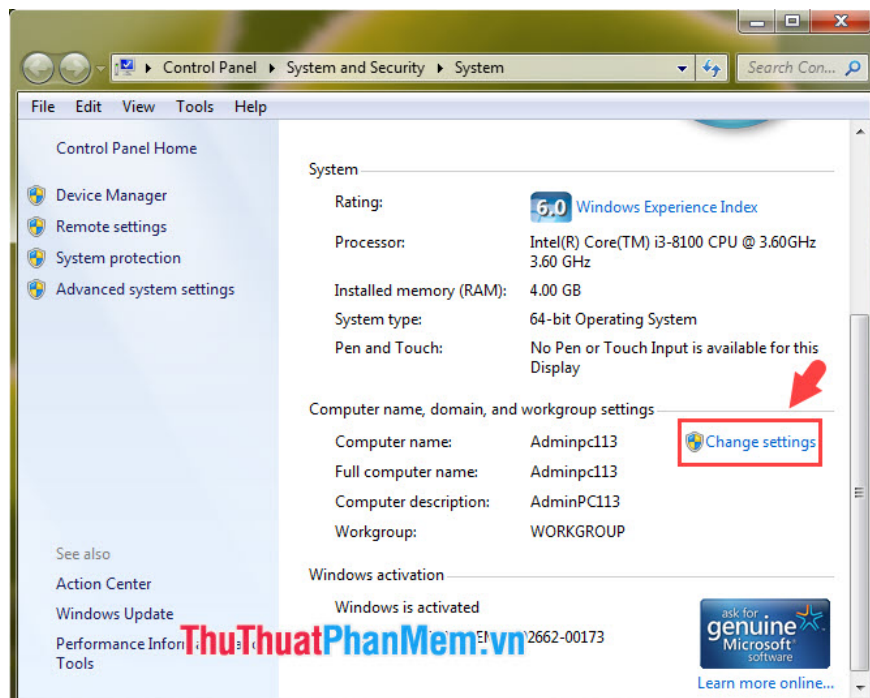 Control Panel
System and Security
System
Search Con...
File Edit View Tools Help
Control Panel Home
Device Manager
Remote settings
System protection
Advanced system settings
See also
Action Center
Windows Update
Performance Infor
Tools
System
Rating:
6.0 Windows Experience Index
Processor:
Intel(R) Core(TM) i3-8100 CPU @ 3.60GHz
3.60 GHz
Installed memory (RAM):
4.00 GB
System type:
64-bit Operating System
Pen and Touch:
No Pen or Touch Input is available for this
Display
Computer name, domain, and workgroup settings
Computer name:
Adminpc113
Change settings
Full computer name:
Adminpc113
Computer description:
AdminPC113
Workgroup:
WORKGROUP
Windows activation
Windows is activated
02662-00173
ask for
genuine
Microsoft
software
Learn more online...
ThuThuatPhanMem.vn